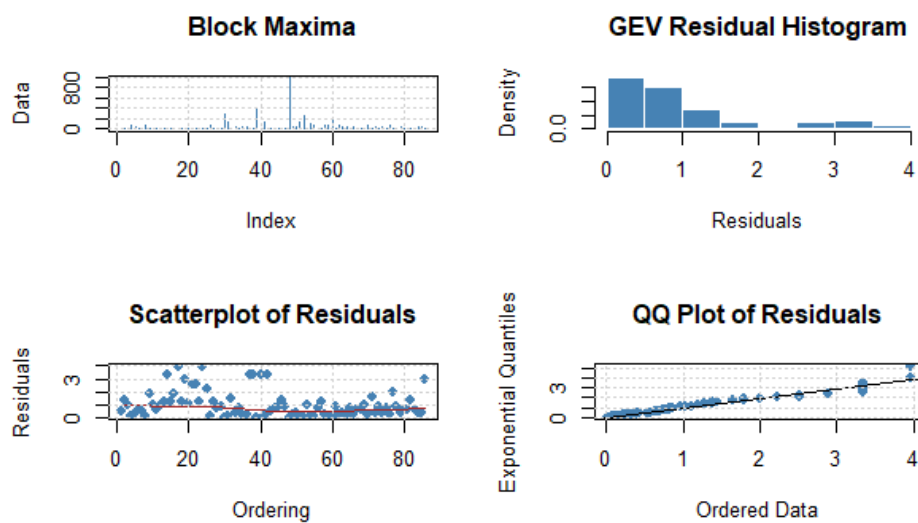 Block Maxima
Data
0
800
0 20 40 60 80
Index
GEV Residual Histogram
Density
0.0
0 1 2 3 4
Residuals
Scatterplot of Residuals
Residuals
0
3
0 20 40 60 80
Ordering
QQ Plot of Residuals
Exponential Quantiles
0
3
0 1 2 3 4
Ordered Data